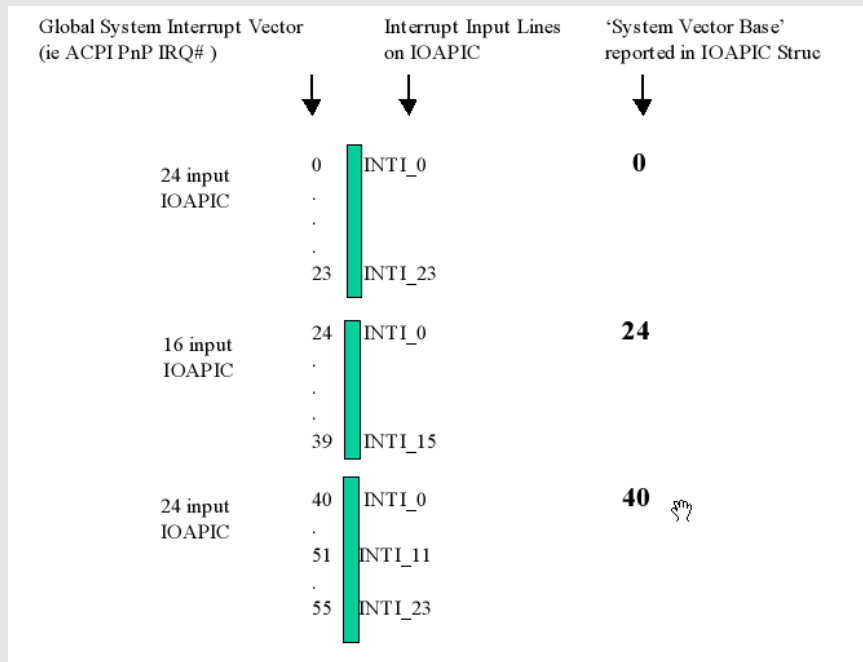 Global System Interrupt Vector
(ie ACPI PnP IRQ# )
Interrupt Input Lines
on IOAPIC
‘System Vector Base’
reported in IOAPIC Struc
24 input
IOAPIC
0 INTI_0 0
.
.
.
23 INTI_23
16 input
IOAPIC
24 INTI_0 24
.
.
.
39 INTI_15
24 input
IOAPIC
40 INTI_0 40
.
51 INTI_11
.
55 INTI_23